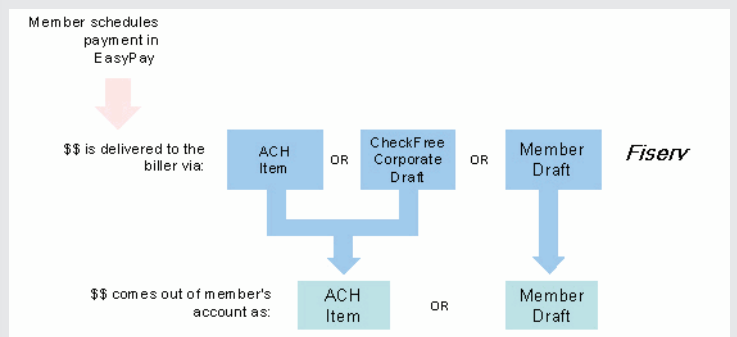 Member schedules
payment in
EasyPay
$$ is delivered to the
biller via:
ACH
Item
OR
CheckFree
Corporate
Draft
OR
Member
Draft
Fiserv
$$ comes out of member's
account as:
ACH
Item
OR
Member
Draft